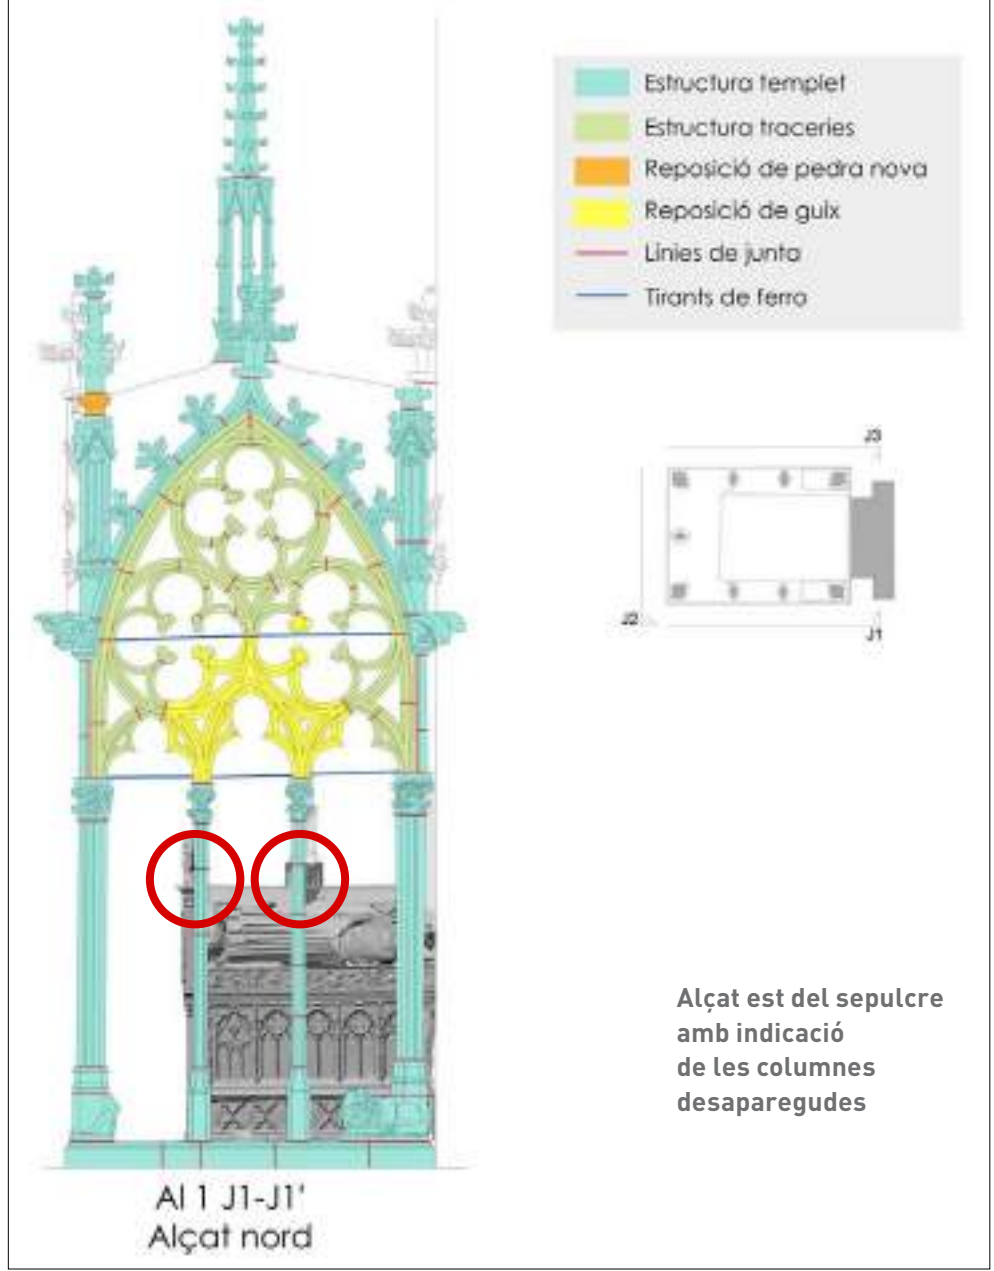 Estructura templet
Estructura traceries
Reposició de pedra nova
Reposició de guix
Línies de junta
Tirants de ferro
J3
J2
J1
Alçat est del sepulcre
amb indicació
de les columnes
desaparegudes
Al 1 J1-J1'
Alçat nord